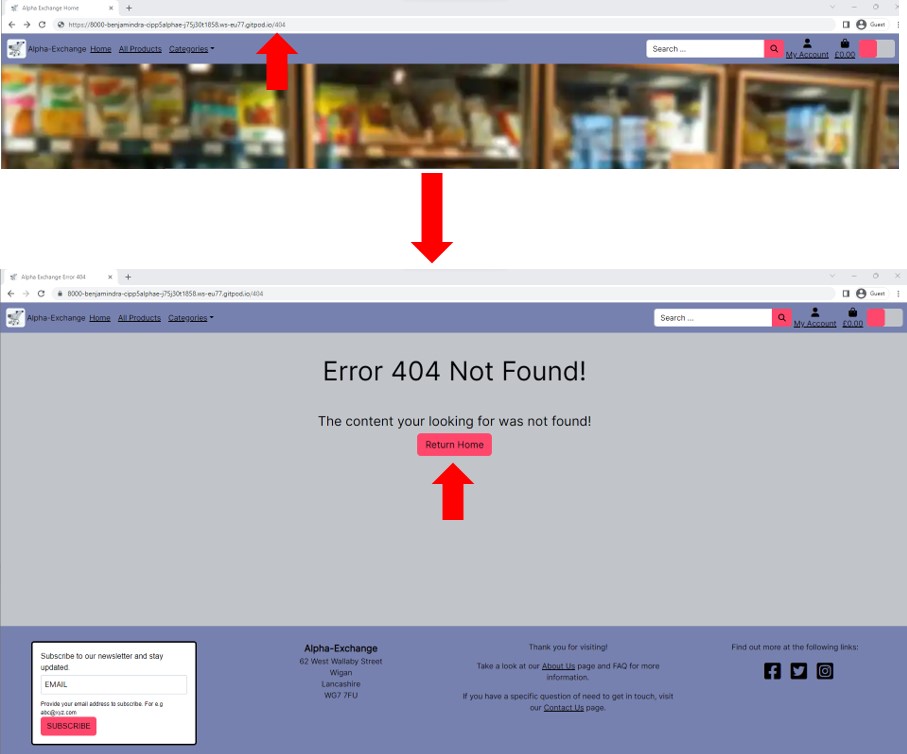 Alpha Exchange Home
https://8000-benjamindra-cipp5alphae-j75j30t1858.ws-eu77.gitpod.io/404
Guest
Alpha-Exchange Home All Products Categories
Search ...
My Account £0.00
Alpha Exchange Error 404
8000-benjamindra-cipp5alphae-j75j30t1858.ws-eu77.gitpod.io/404
Guest
Alpha-Exchange Home All Products Categories
Search ...
My Account £0.00
Error 404 Not Found!
The content your looking for was not found!
Return Home
Subscribe to our newsletter and stay
updated.
EMAIL
Provide your email address to subscribe. For e.g
abc@xyz.com
SUBSCRIBE
Alpha-Exchange
62 West Wallaby Street
Wigan
Lancashire
WG7 7FU
Thank you for visiting!
Take a look at our About Us page and FAQ for more
information.
If you have a specific question of need to get in touch, visit
our Contact Us page.
Find out more at the following links: